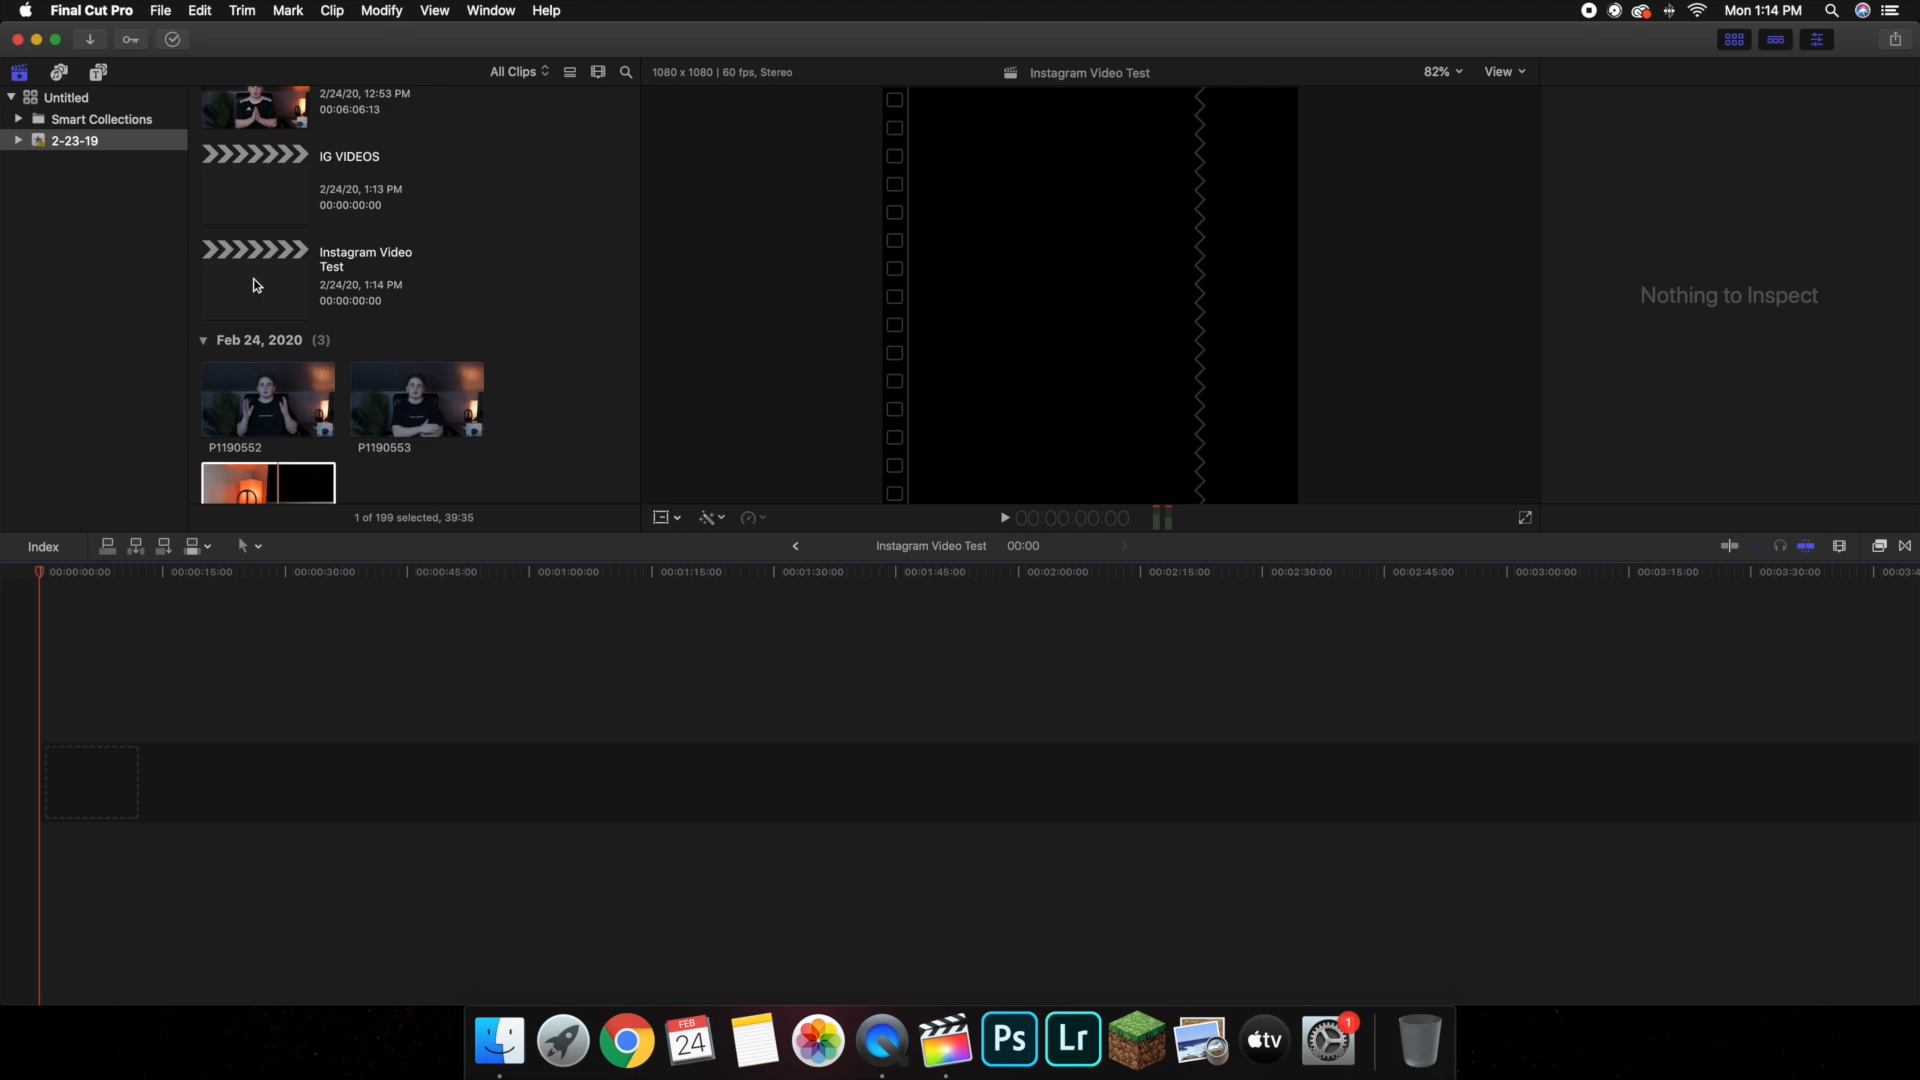 Final Cut Pro File Edit Trim Mark Clip Modify View Window Help Mon 1:14 PM
All Clips 1080 x 1080 | 60 fps, Stereo Instagram Video Test 82% View
Untitled
Smart Collections
2-23-19
2/24/20, 12:53 PM
00:06:06:13
IG VIDEOS
2/24/20, 1:13 PM
00:00:00:00
Instagram Video
Test
2/24/20, 1:14 PM
00:00:00:00
Feb 24, 2020 (3)
P1190552 P1190553
1 of 199 selected, 39:35
00:00:00:00
Nothing to Inspect
Index Instagram Video Test 00:00
00:00:00:00 00:00:15:00 00:00:30:00 00:00:45:00 00:01:00:00 00:01:15:00 00:01:30:00 00:01:45:00 00:02:00:00 00:02:15:00 00:02:30:00 00:02:45:00 00:03:00:00 00:03:15:00 00:03:30:00 00:03:4
FEB
24
Ps
Lr
tv
1